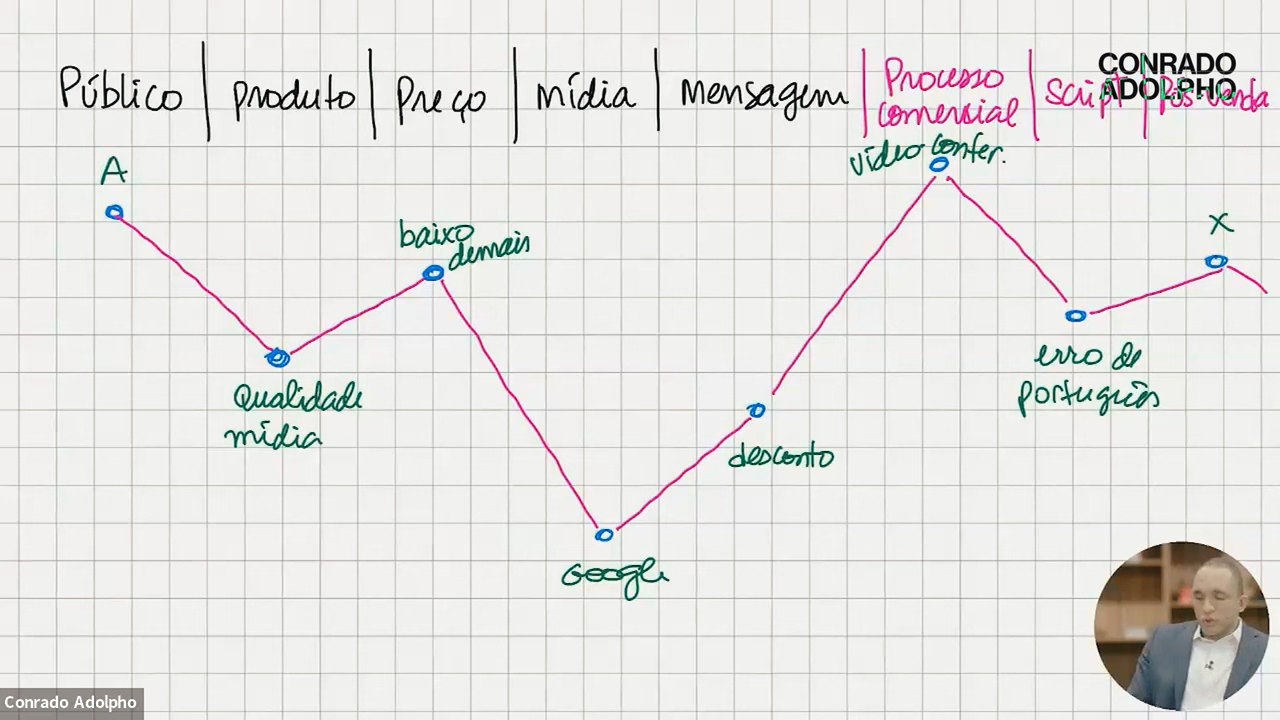 Público | produto | Preço | mídia | mensagem | Processo comersial | Script | Pós-venda
CONRADO
ADOLPHO
A
vídeo-confer.
baixo
demais
X
Qualidade
mídia
desconto
erro de
português
Google
Conrado Adolpho